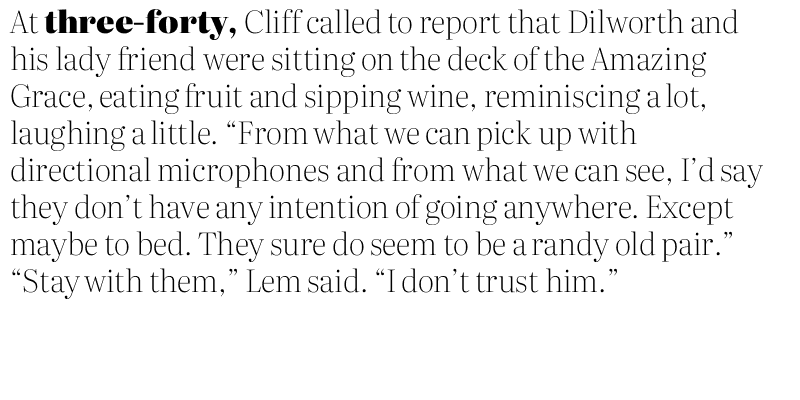 At three-forty, Cliff called to report that Dilworth and
his lady friend were sitting on the deck of the Amazing
Grace, eating fruit and sipping wine, reminiscing a lot,
laughing a little. “From what we can pick up with
directional microphones and from what we can see, I’d say
they don’t have any intention of going anywhere. Except
maybe to bed. They sure do seem to be a randy old pair.”
“Stay with them,” Lem said. “I don’t trust him.”